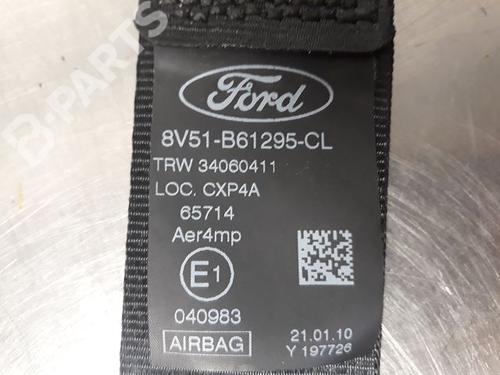 B-PARTS
Ford
8V51-B61295-CL
TRW 34060411
LOC. CXP4A
65714
Aer4mp
E1
040983
AIRBAG
21.01.10
Y 197726